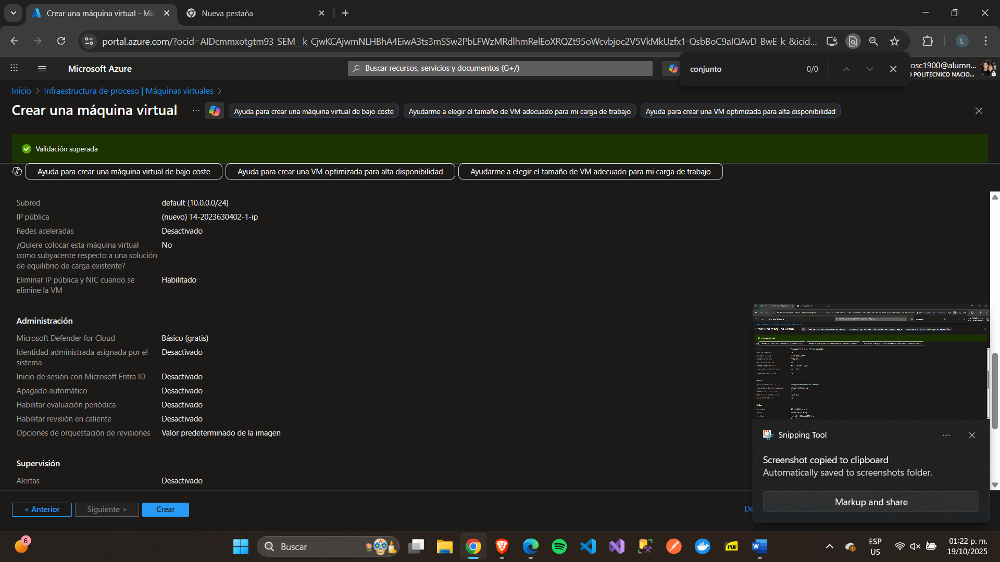 Crear una máquina virtual - Mic
Nueva pestaña
portal.azure.com/?ocid=AIDcmmxotgtm93_SEM__k_CjwKCAjwmNLHBhA4EiwA3ts3mSSw2PbLFWzMRdlhmRelEoXRQZt95oWcvbjoc2V5VkMkUzfx1-QsbBoC9aIQAvD_BwE_k_&icid...
L
Microsoft Azure
Buscar recursos, servicios y documentos (G+/)
conjunto
0/0
rosc1900@alumn...
POLITECNICO NACIO...
Inicio > Infraestructura de proceso | Máquinas virtuales >
Crear una máquina virtual
Ayuda para crear una máquina virtual de bajo coste
Ayudarme a elegir el tamaño de VM adecuado para mi carga de trabajo
Ayuda para crear una VM optimizada para alta disponibilidad
Validación superada
Ayuda para crear una máquina virtual de bajo coste
Ayuda para crear una VM optimizada para alta disponibilidad
Ayudarme a elegir el tamaño de VM adecuado para mi carga de trabajo
Subred default (10.0.0.0/24)
IP pública (nuevo) T4-2023630402-1-ip
Redes aceleradas Desactivado
¿Quiere colocar esta máquina virtual No
como subyacente respecto a una solución
de equilibrio de carga existente?
Eliminar IP pública y NIC cuando se Habilitado
elimine la VM
Administración
Microsoft Defender for Cloud Básico (gratis)
Identidad administrada asignada por el Desactivado
sistema
Inicio de sesión con Microsoft Entra ID Desactivado
Apagado automático Desactivado
Habilitar evaluación periódica Desactivado
Habilitar revisión en caliente Desactivado
Opciones de orquestación de revisiones Valor predeterminado de la imagen
Supervisión
Alertas Desactivado
< Anterior
Siguiente >
Crear
De
Snipping Tool
Screenshot copied to clipboard
Automatically saved to screenshots folder.
Markup and share
6
Buscar
PDF
ESP
US
01:22 p. m.
19/10/2025